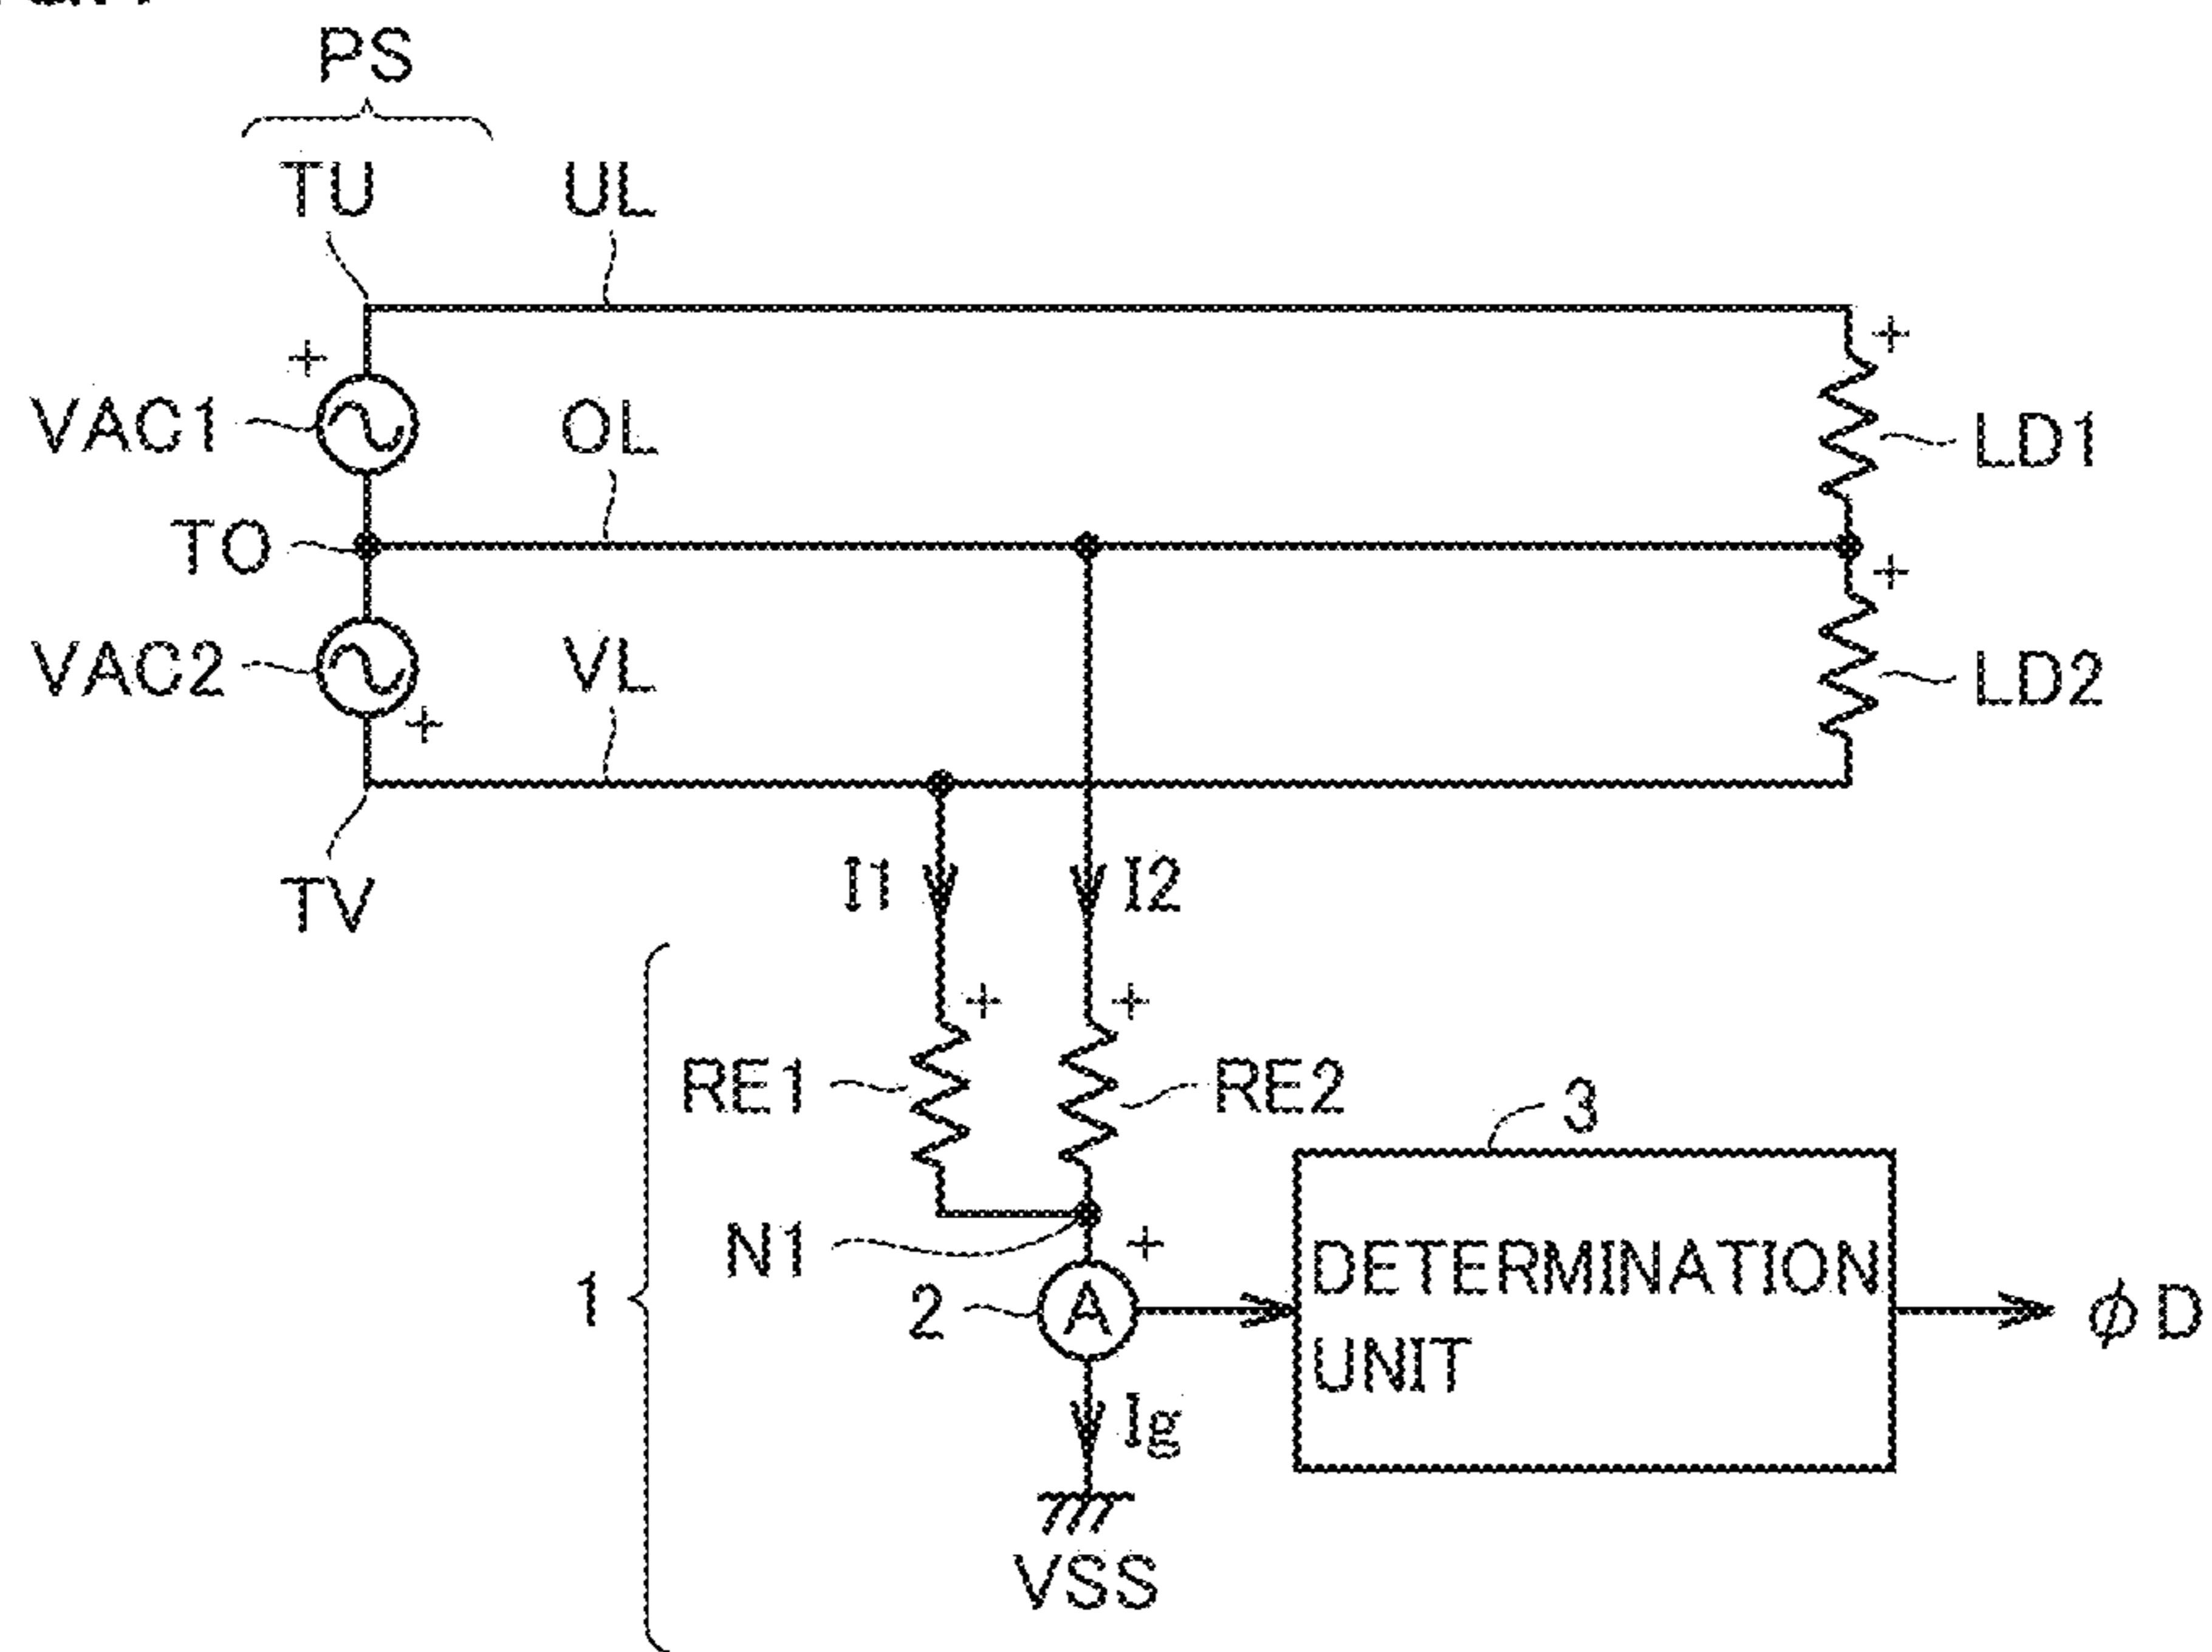 PS
TU
UL
+
+
VAC1
OL
LD1
TO
+
VAC2
VL
LD2
+
TV
I1
I2
+
+
RE1
RE2
3
N1
+
1
2
A
DETERMINATION
UNIT
φD
Ig
VSS